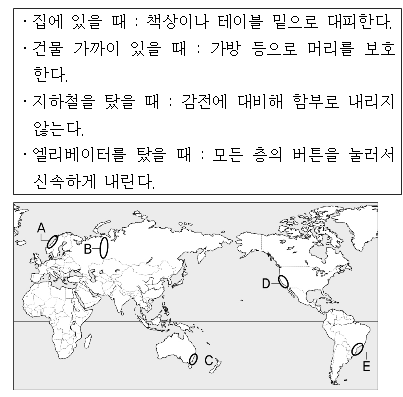 · 집에 있을 때 : 책상이나 테이블 밑으로 대피한다.
· 건물 가까이 있을 때 : 가방 등으로 머리를 보호
한다.
· 지하철을 탔을 때 : 감전에 대비해 함부로 내리지
않는다.
· 엘리베이터를 탔을 때 : 모든 층의 버튼을 눌러서
신속하게 내린다.
A
B
D
C
E